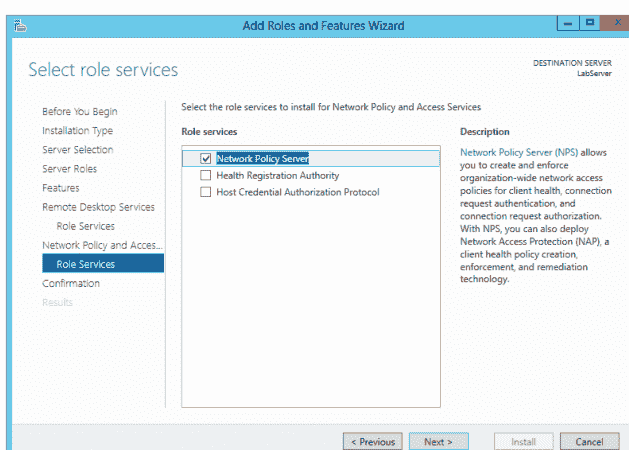 Add Roles and Features Wizard
Select role services
DESTINATION SERVER
LabServer
Before You Begin
Installation Type
Server Selection
Server Roles
Features
Remote Desktop Services
Role Services
Network Policy and Acces...
Role Services
Confirmation
Results
Select the role services to install for Network Policy and Access Services
Role services
Network Policy Server
Health Registration Authority
Host Credential Authorization Protocol
Description
Network Policy Server (NPS) allows
you to create and enforce
organization-wide network access
policies for client health, connection
request authentication, and
connection request authorization.
With NPS, you can also deploy
Network Access Protection (NAP), a
client health policy creation,
enforcement, and remediation
technology.
< Previous
Next >
Install
Cancel